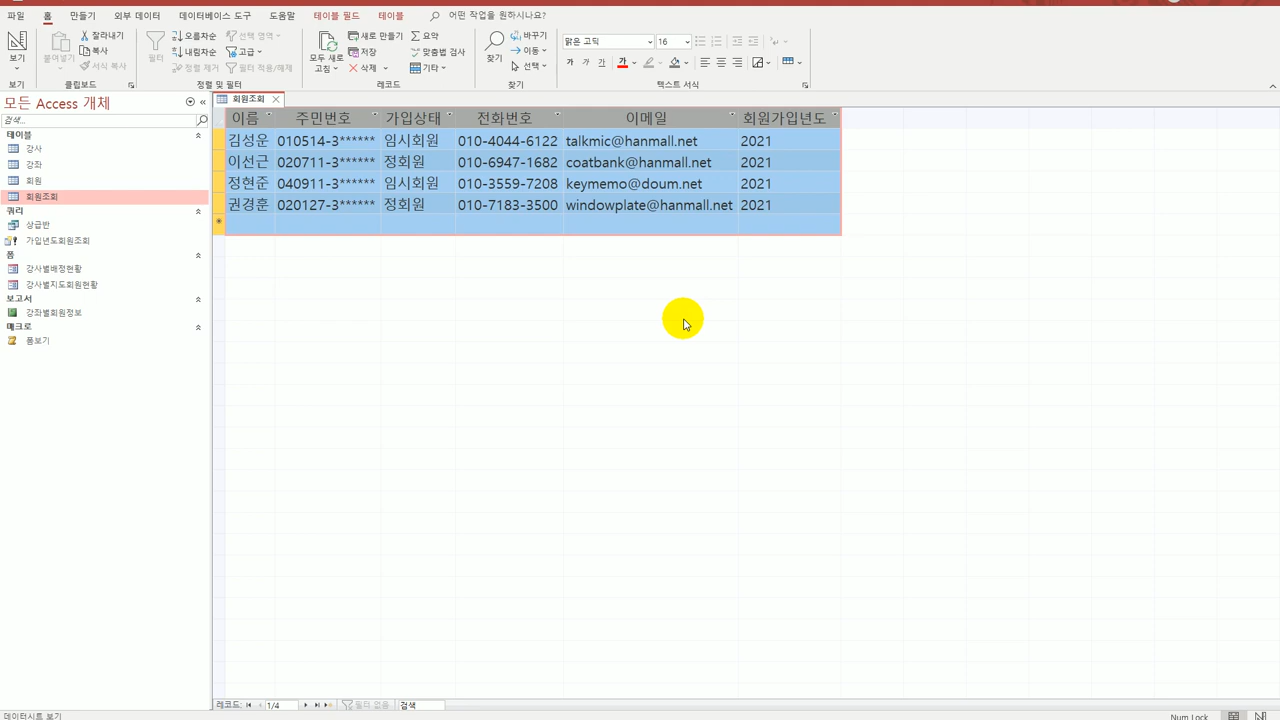 파일 홈 만들기 외부 데이터 데이터베이스 도구 도움말 테이블 필드 테이블 어떤 작업을 원하시나요?
보기
붙여넣기
잘라내기
복사
서식 복사
필터
오름차순
내림차순
정렬 제거
선택 영역
고급
필터 적용/해제
모두 새로 고침
새로 만들기
저장
삭제
요약
맞춤법 검사
기타
찾기
바꾸기
이동
선택
맑은 고딕 16
가 가 가 가
보기 클립보드 정렬 및 필터 레코드 찾기 텍스트 서식
모든 Access 개체
검색...
테이블
강사
강좌
회원
회원조회
쿼리
상급반
가입년도회원조회
폼
강사별배정현황
강사별지도회원현황
보고서
강좌별회원정보
매크로
폼보기
회원조회
이름 주민번호 가입상태 전화번호 이메일 회원가입년도
김성운 010514-3****** 임시회원 010-4044-6122 talkmic@hanmall.net 2021
이선근 020711-3****** 정회원 010-6947-1682 coatbank@hanmall.net 2021
정현준 040911-3****** 임시회원 010-3559-7208 keymemo@doum.net 2021
권경훈 020127-3****** 정회원 010-7183-3500 windowplate@hanmall.net 2021
*
레코드: 1/4 필터 없음 검색
데이터시트 보기 Num Lock